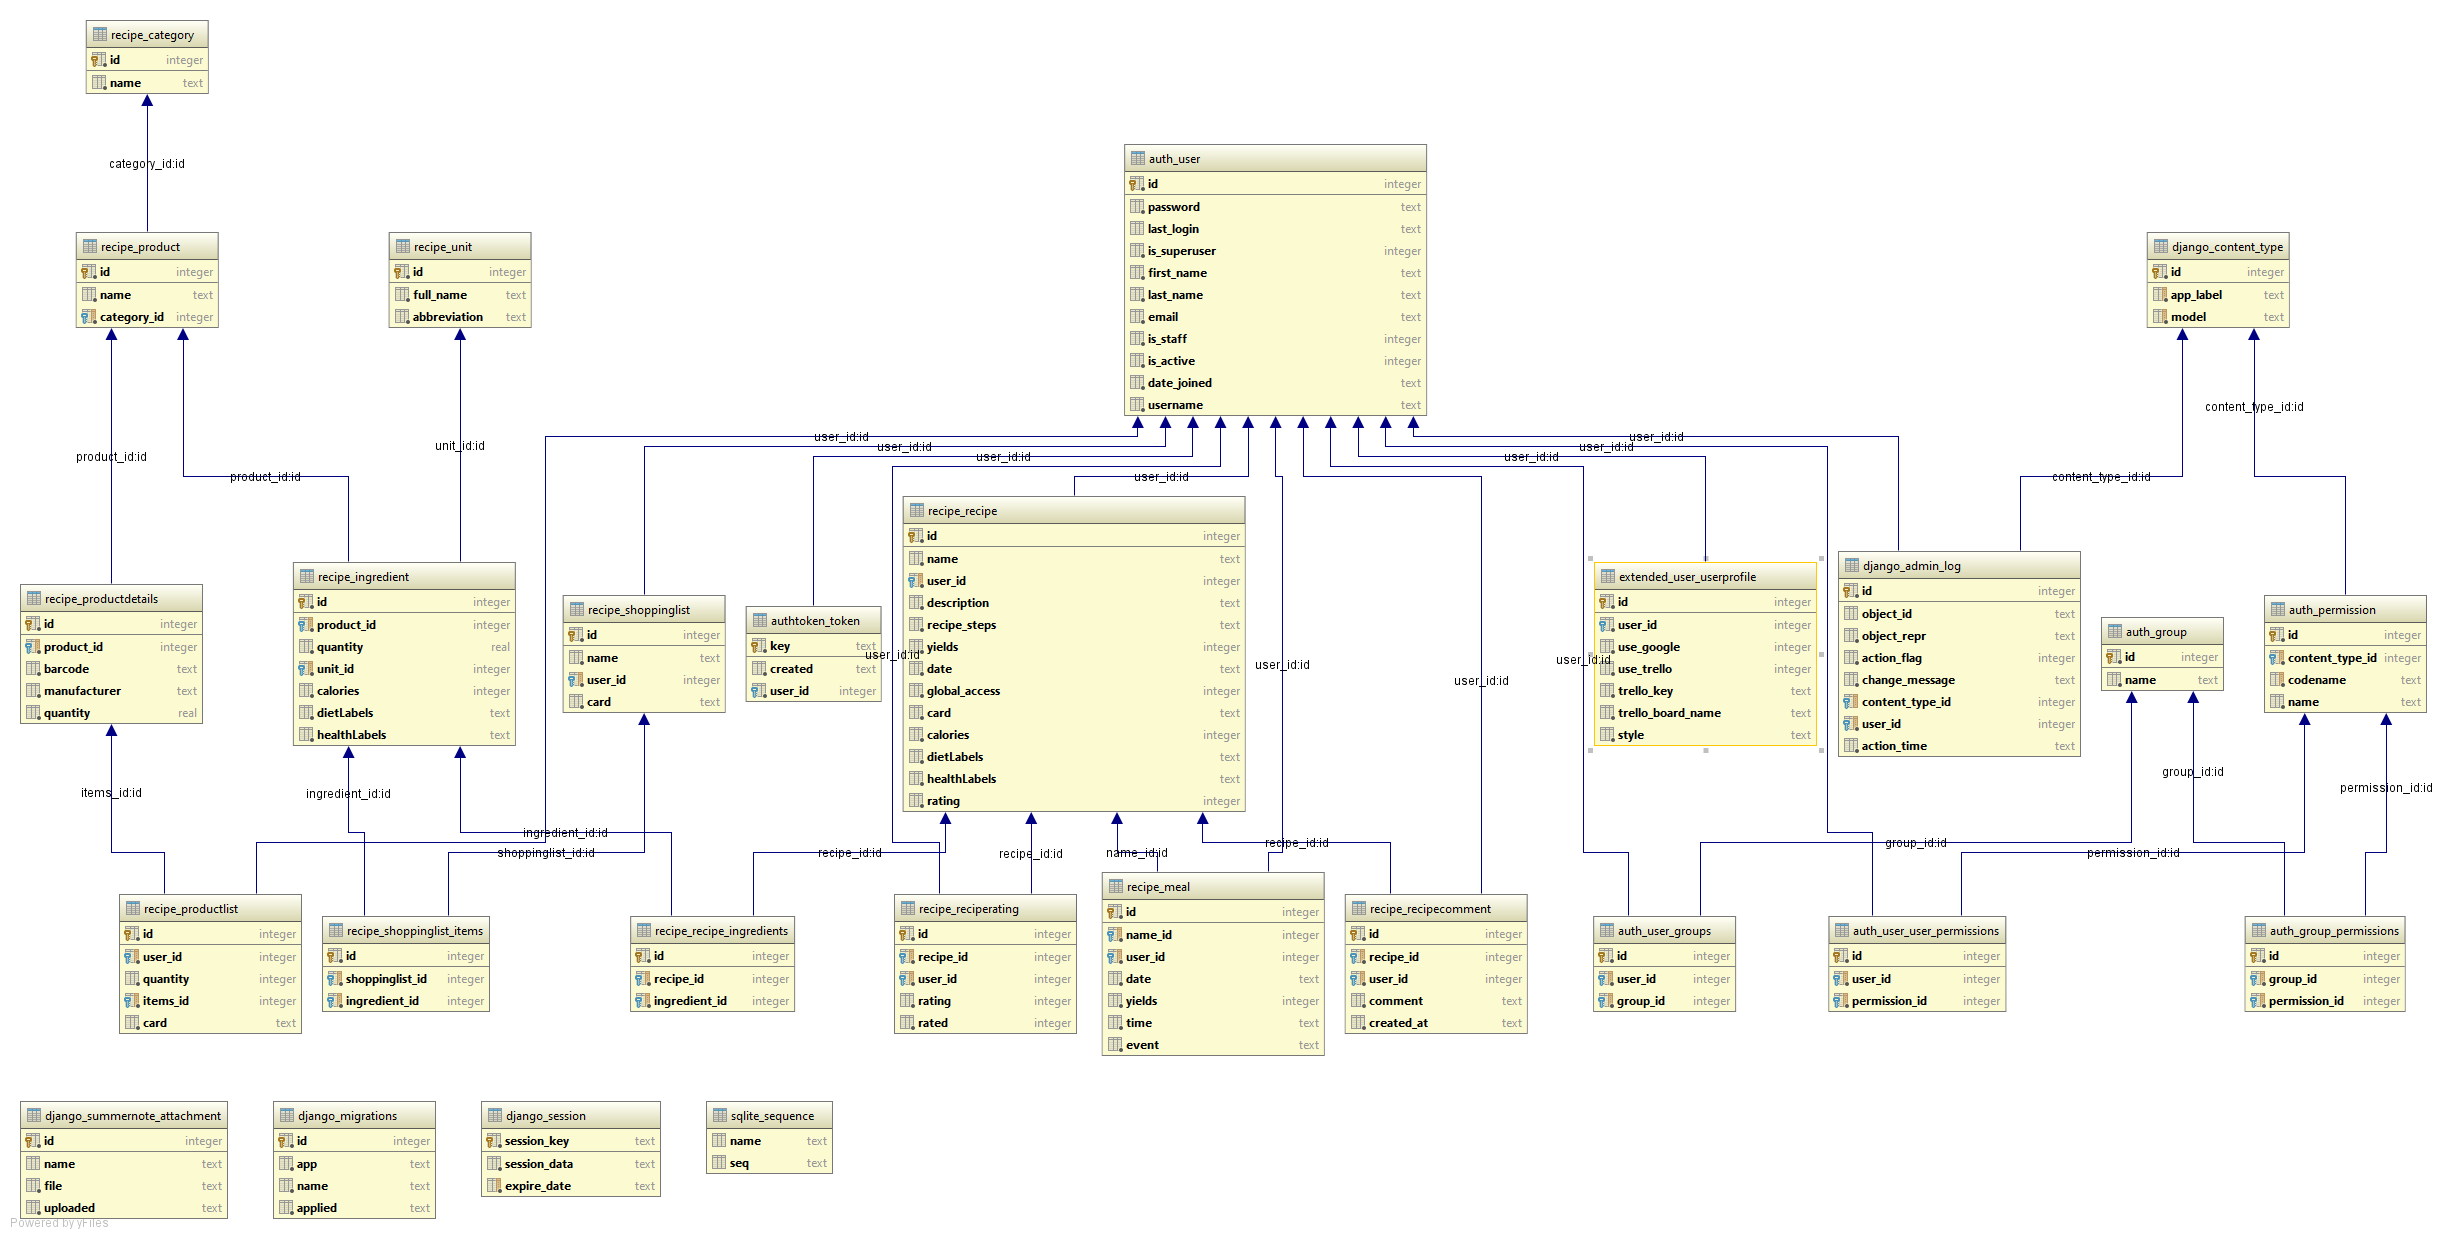 recipe_category
id integer
name text
category_id:id
recipe_product
id integer
name text
category_id integer
recipe_unit
id integer
full_name text
abbreviation text
auth_user
id integer
password text
last_login text
is_superuser integer
first_name text
last_name text
email text
is_staff integer
is_active integer
date_joined text
username text
django_content_type
id integer
app_label text
model text
product_id:id
product_id:id
unit_id:id
user_id:id
user_id:id
user_id:id
user_id:id
user_id:id
user_id:id
user_id:id
content_type_id:id
content_type_id:id
recipe_productdetails
id integer
product_id integer
barcode text
manufacturer text
quantity real
recipe_ingredient
id integer
product_id integer
quantity real
unit_id integer
calories integer
dietLabels text
healthLabels text
recipe_shoppinglist
id integer
name text
user_id integer
card text
authtoken_token
key text
created text
user_id integer
user_id:id
recipe_recipe
id integer
name text
user_id integer
description text
recipe_steps text
yields integer
date text
global_access integer
card text
calories integer
dietLabels text
healthLabels text
rating integer
user_id:id
user_id:id
user_id:id
extended_user_userprofile
id integer
user_id integer
use_google integer
use_trello integer
trello_key text
trello_board_name text
style text
django_admin_log
id integer
object_id text
object_repr text
action_flag integer
change_message text
content_type_id integer
user_id integer
action_time text
auth_group
id integer
name text
auth_permission
id integer
content_type_id integer
codename text
name text
items_id:id
ingredient_id:id
ingredient_id:id
shoppinglist_id:id
recipe_id:id
recipe_id:id
name_id:id
recipe_id:id
group_id:id
group_id:id
permission_id:id
permission_id:id
recipe_productlist
id integer
user_id integer
quantity integer
items_id integer
card text
recipe_shoppinglist_items
id integer
shoppinglist_id integer
ingredient_id integer
recipe_recipe_ingredients
id integer
recipe_id integer
ingredient_id integer
recipe_reciperating
id integer
recipe_id integer
user_id integer
rating integer
rated integer
recipe_meal
id integer
name_id integer
user_id integer
date text
yields integer
time text
event text
recipe_recipecomment
id integer
recipe_id integer
user_id integer
comment text
created_at text
auth_user_groups
id integer
user_id integer
group_id integer
auth_user_user_permissions
id integer
user_id integer
permission_id integer
auth_group_permissions
id integer
group_id integer
permission_id integer
django_summernote_attachment
id integer
name text
file text
uploaded text
django_migrations
id integer
app text
name text
applied text
django_session
session_key text
session_data text
expire_date text
sqlite_sequence
name text
seq text
Powered by yFiles